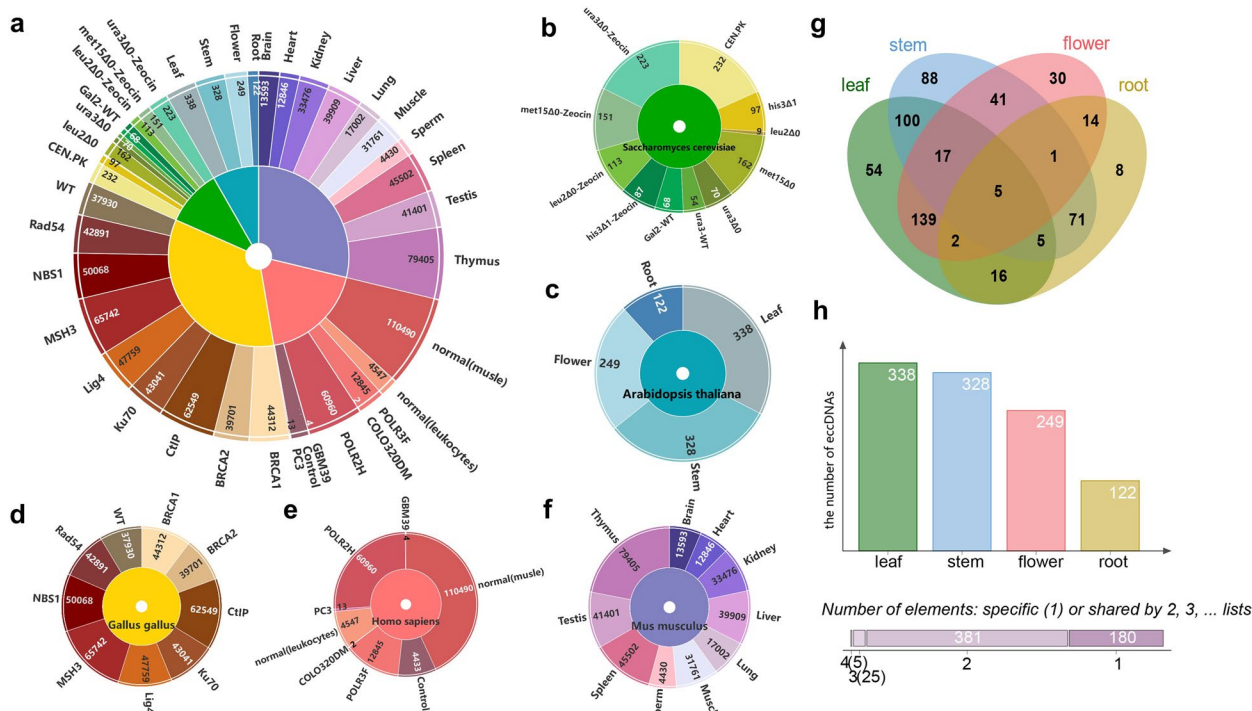 a
Brain
Heart
Kidney
Liver
Lung
Muscle
Sperm
Spleen
Testis
Thymus
normal(musle)
normal(leukocytes)
COLO320DM
POLR3F
POLR2H
GBM39
Control
PC3
BRCA1
BRCA2
CtIP
Ku70
Lig4
MSH3
NBS1
Rad54
WT
CEN.PK
leu2Δ0
ura3Δ0
Gal2-WT
leu2Δ0-Zeocin
met15Δ0-Zeocin
ura3Δ0-Zeocin
Leaf
Stem
Flower
Root
13593
12846
33476
39909
17002
31761
4430
45502
41401
79405
110490
4547
2
12845
60960
4
13
44312
39701
62549
43041
47759
65742
50068
42891
37930
232
97
162
70
68
113
151
223
338
328
249
122
b
ura3Δ0-Zeocin
CEN.PK
his3Δ1
leu2Δ0
met15Δ0
ura3Δ0
ura3-WT
Gal2-WT
his3Δ1-Zeocin
leu2Δ0-Zeocin
met15Δ0-Zeocin
223
232
97
9
162
70
54
68
87
113
151
Saccharomyces cerevisiae
c
Root
Leaf
Flower
Stem
122
338
249
328
Arabidopsis thaliana
d
WT
BRCA1
BRCA2
CtIP
Ku70
Lig4
MSH3
NBS1
Rad54
37930
44312
39701
62549
43041
47759
65742
50068
42891
Gallus gallus
e
GBM39
POLR2H
PC3
normal(leukocytes)
COLO320DM
POLR3F
Control
normal(musle)
4
60960
13
4547
2
12845
4433
110490
Homo sapiens
f
Brain
Heart
Kidney
Liver
Lung
Spleen
Testis
Thymus
13593
12846
33476
39909
17002
31761
4430
45502
41401
79405
Mus musculus
g
stem
flower
leaf
root
88
30
41
100
14
17
1
54
8
5
139
71
2
5
16
h
the number of eccDNAs
338
328
249
122
leaf
stem
flower
root
Number of elements: specific (1) or shared by 2, 3, ... lists
381
180
4(5)
3(25)
2
1